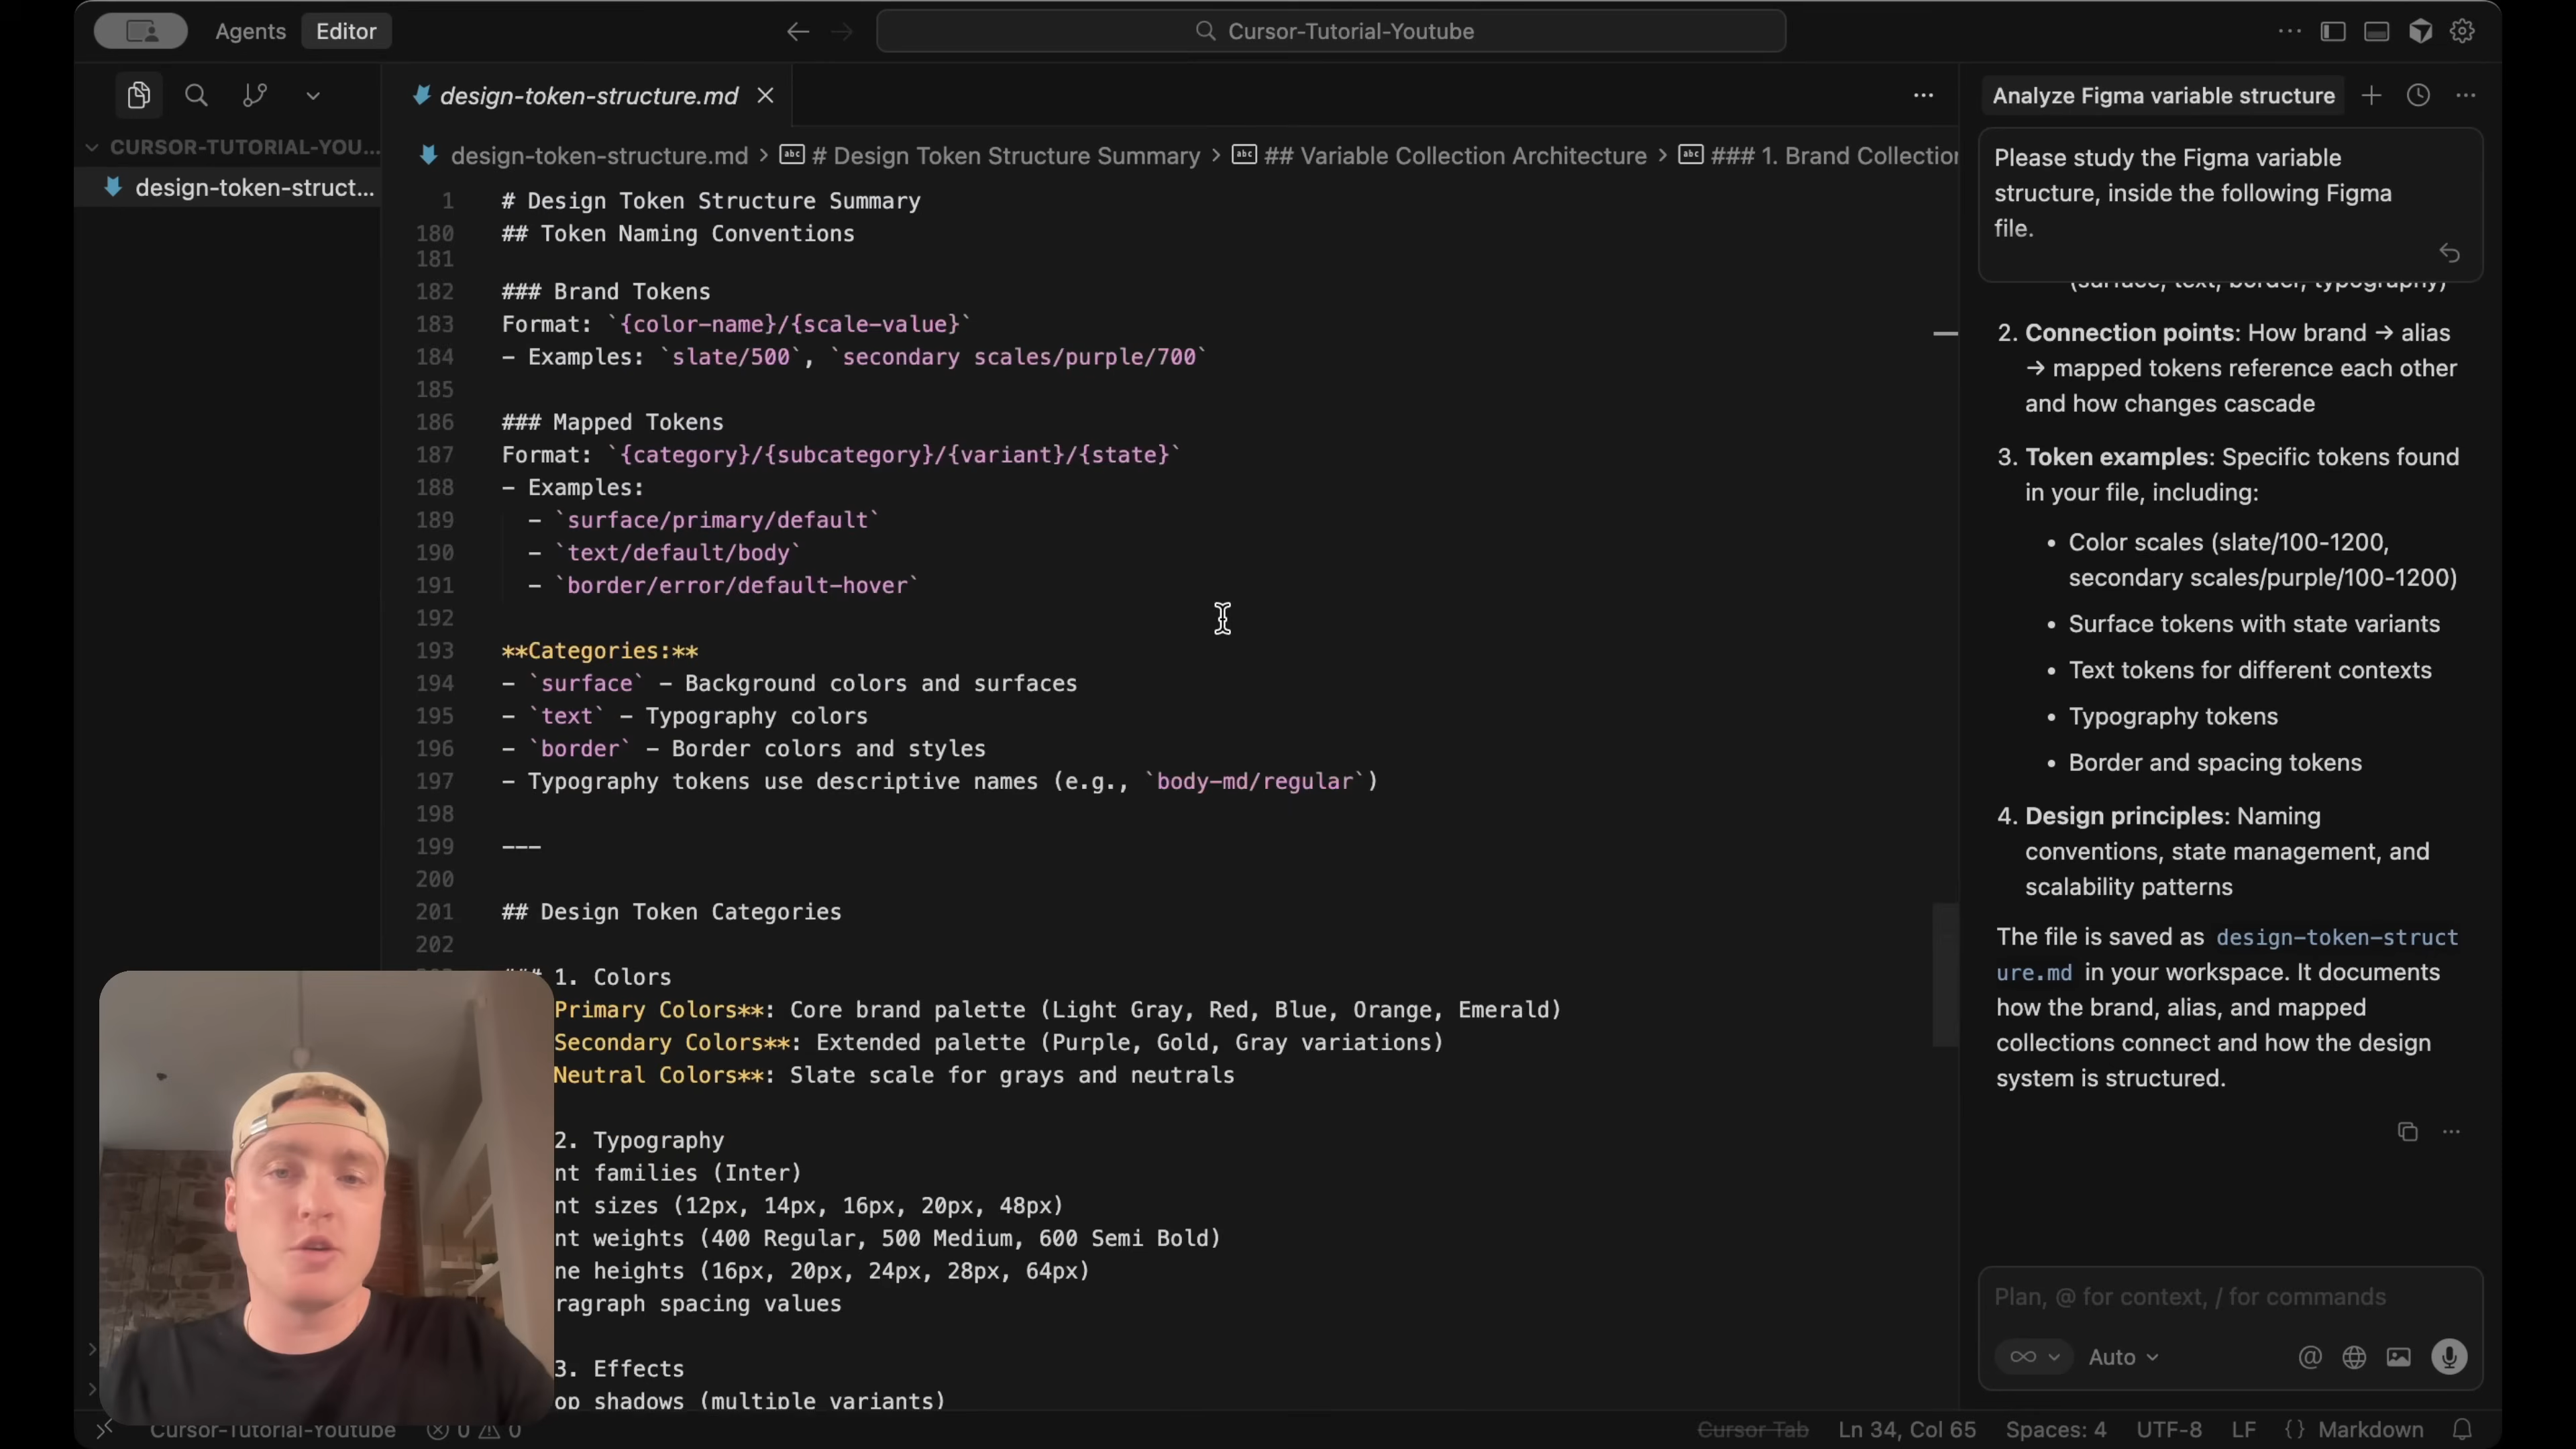 Agents Editor
Cursor-Tutorial-Youtube
CURSOR-TUTORIAL-YOU...
design-token-struct...
design-token-structure.md
design-token-structure.md > # Design Token Structure Summary > ## Variable Collection Architecture > ### 1. Brand Collection
1 # Design Token Structure Summary
180 ## Token Naming Conventions
181
182 ### Brand Tokens
183 Format: `{color-name}/{scale-value}`
184 - Examples: `slate/500`, `secondary scales/purple/700`
185
186 ### Mapped Tokens
187 Format: `{category}/{subcategory}/{variant}/{state}`
188 - Examples:
189 - `surface/primary/default`
190 - `text/default/body`
191 - `border/error/default-hover`
192
193 **Categories:**
194 - `surface` - Background colors and surfaces
195 - `text` - Typography colors
196 - `border` - Border colors and styles
197 - Typography tokens use descriptive names (e.g., `body-md/regular`)
198
199 ---
200
201 ## Design Token Categories
202
1. Colors
Primary Colors**: Core brand palette (Light Gray, Red, Blue, Orange, Emerald)
Secondary Colors**: Extended palette (Purple, Gold, Gray variations)
Neutral Colors**: Slate scale for grays and neutrals
2. Typography
nt families (Inter)
nt sizes (12px, 14px, 16px, 20px, 48px)
nt weights (400 Regular, 500 Medium, 600 Semi Bold)
ne heights (16px, 20px, 24px, 28px, 64px)
ragraph spacing values
3. Effects
op shadows (multiple variants)
Analyze Figma variable structure
Please study the Figma variable
structure, inside the following Figma
file.
(surface, text, border, typography)
2. Connection points: How brand → alias
→ mapped tokens reference each other
and how changes cascade
3. Token examples: Specific tokens found
in your file, including:
• Color scales (slate/100-1200,
secondary scales/purple/100-1200)
• Surface tokens with state variants
• Text tokens for different contexts
• Typography tokens
• Border and spacing tokens
4. Design principles: Naming
conventions, state management, and
scalability patterns
The file is saved as design-token-struct
ure.md in your workspace. It documents
how the brand, alias, and mapped
collections connect and how the design
system is structured.
Plan, @ for context, / for commands
Auto
Cursor-Tutorial-Youtube 0 0
Cursor Tab Ln 34, Col 65 Spaces: 4 UTF-8 LF {} Markdown